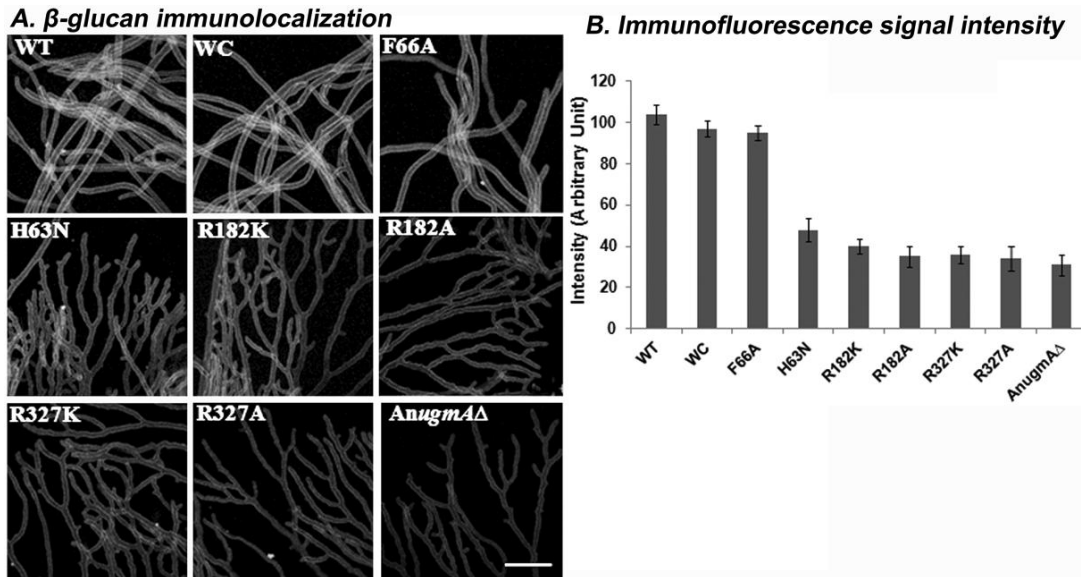 A. β-glucan immunolocalization
WT
WC
F66A
H63N
R182K
R182A
R327K
R327A
AnugmAΔ
B. Immunofluorescence signal intensity
Intensity (Arbitrary Unit)
120
100
80
60
40
20
0
WT
WC
F66A
H63N
R182K
R182A
R327K
R327A
AnugmAΔ